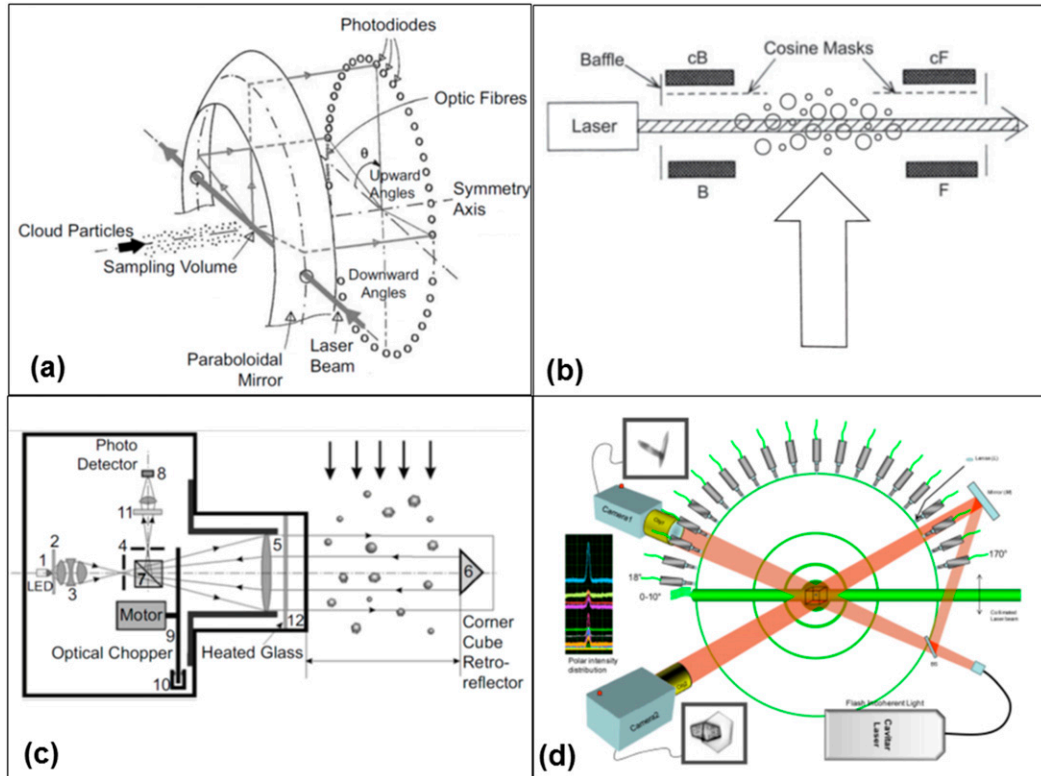 Photodiodes
Optic Fibres
θ
Upward
Angles
Symmetry
Axis
Cloud Particles
Sampling Volume
Downward
Angles
Paraboloidal
Mirror
Laser
Beam
(a)
Baffle
cB
Cosine Masks
cF
Laser
B
F
(b)
Photo
Detector
8
11
2
1
4
5
LED
3
7
6
Motor
9
12
Optical Chopper
Heated Glass
10
Corner
Cube
Retro-
reflector
(c)
Camera1
Mirror (M)
18°
0-10°
170°
Collimated
Laser beam
Polar intensity
distribution
Camera2
Flash Incoherent Light
Cavitar
Laser
(d)